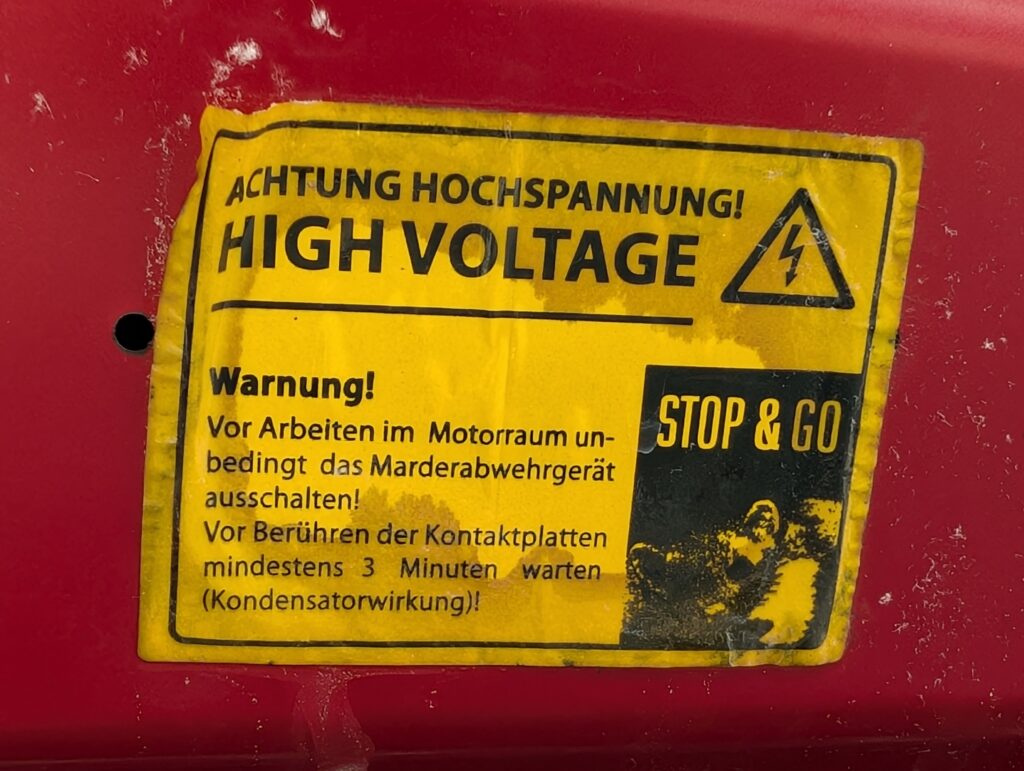 ACHTUNG HOCHSPANNUNG!
HIGH VOLTAGE
Warnung!
Vor Arbeiten im Motorraum un-
bedingt das Marderabwehrgerät
ausschalten!
Vor Berühren der Kontaktplatten
mindestens 3 Minuten warten
(Kondensatorwirkung)!
STOP & GO